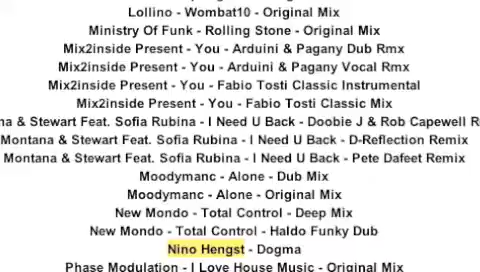 Lollino - Wombat10 - Original Mix
Ministry Of Funk - Rolling Stone - Original Mix
Mix2inside Present - You - Arduini & Pagany Dub Rmx
Mix2inside Present - You - Arduini & Pagany Vocal Rmx
Mix2inside Present - You - Fabio Tosti Classic Instrumental
Mix2inside Present - You - Fabio Tosti Classic Mix
na & Stewart Feat. Sofia Rubina - I Need U Back - Doobie J & Rob Capewell R
Montana & Stewart Feat. Sofia Rubina - I Need U Back - D-Reflection Remix
Montana & Stewart Feat. Sofia Rubina - I Need U Back - Pete Dafeet Remix
Moodymanc - Alone - Dub Mix
Moodymanc - Alone - Original Mix
New Mondo - Total Control - Deep Mix
New Mondo - Total Control - Haldo Funky Dub
Nino Hengst - Dogma
Phase Modulation - I Love House Music - Original Mix